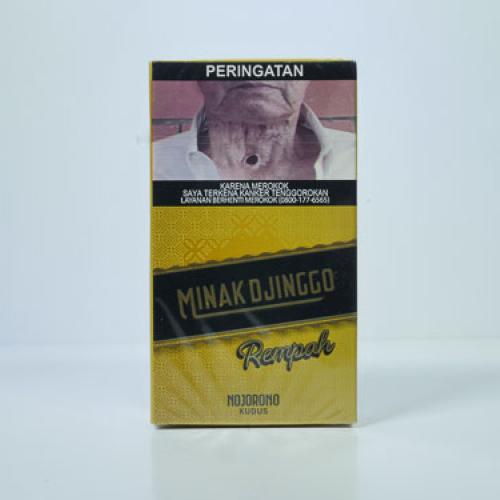 PERINGATAN
KARENA MEROKOK
SAYA TERKENA KANKER TENGGOROKAN
LAYANAN BERHENTI MEROKOK (0800-177-6565)
MINAK DJINGGO
Rempah
NOJORONO
KUDUS